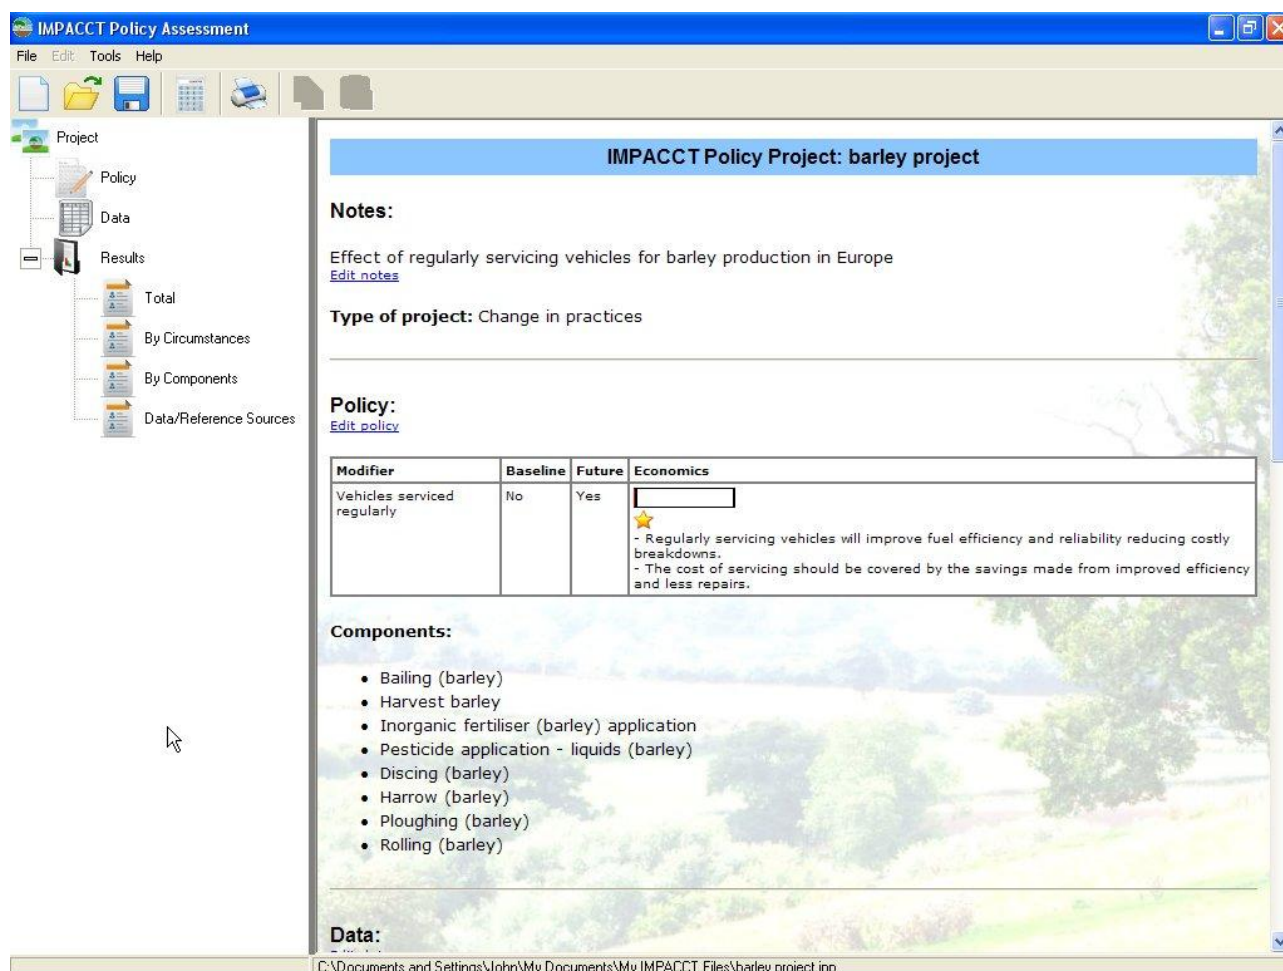 IMPACCT Policy Assessment
File Edit Tools Help
Project
Policy
Data
Results
Total
By Circumstances
By Components
Data/Reference Sources
IMPACCT Policy Project: barley project
Notes:
Effect of regularly servicing vehicles for barley production in Europe
Edit notes
Type of project: Change in practices
Policy:
Edit policy
Modifier Baseline Future Economics
Vehicles serviced
regularly
No Yes
- Regularly servicing vehicles will improve fuel efficiency and reliability reducing costly
breakdowns.
- The cost of servicing should be covered by the savings made from improved efficiency
and less repairs.
Components:
• Bailing (barley)
• Harvest barley
• Inorganic fertiliser (barley) application
• Pesticide application - liquids (barley)
• Discing (barley)
• Harrow (barley)
• Ploughing (barley)
• Rolling (barley)
Data:
C:\Documents and Settings\John\My Documents\My IMPACCT Files\barley project.ipp